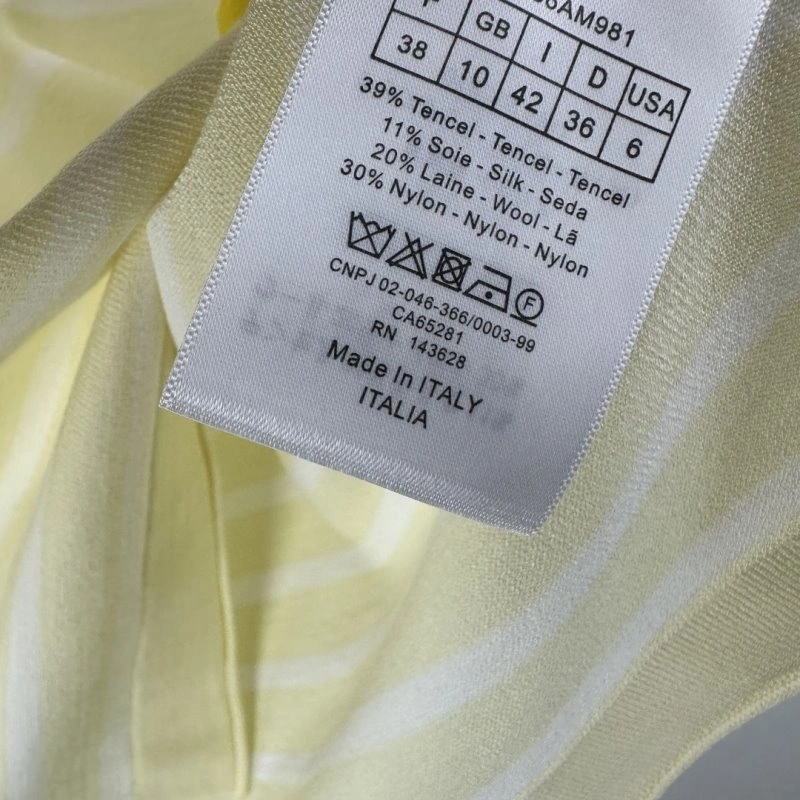 6AM981
F GB I D USA
38 10 42 36 6
39% Tencel - Tencel - Tencel
11% Soie - Silk - Seda
20% Laine - Wool - Lã
30% Nylon - Nylon - Nylon
F
CNPJ 02-046-366/0003-99
CA65281
RN 143628
Made In ITALY
ITALIA